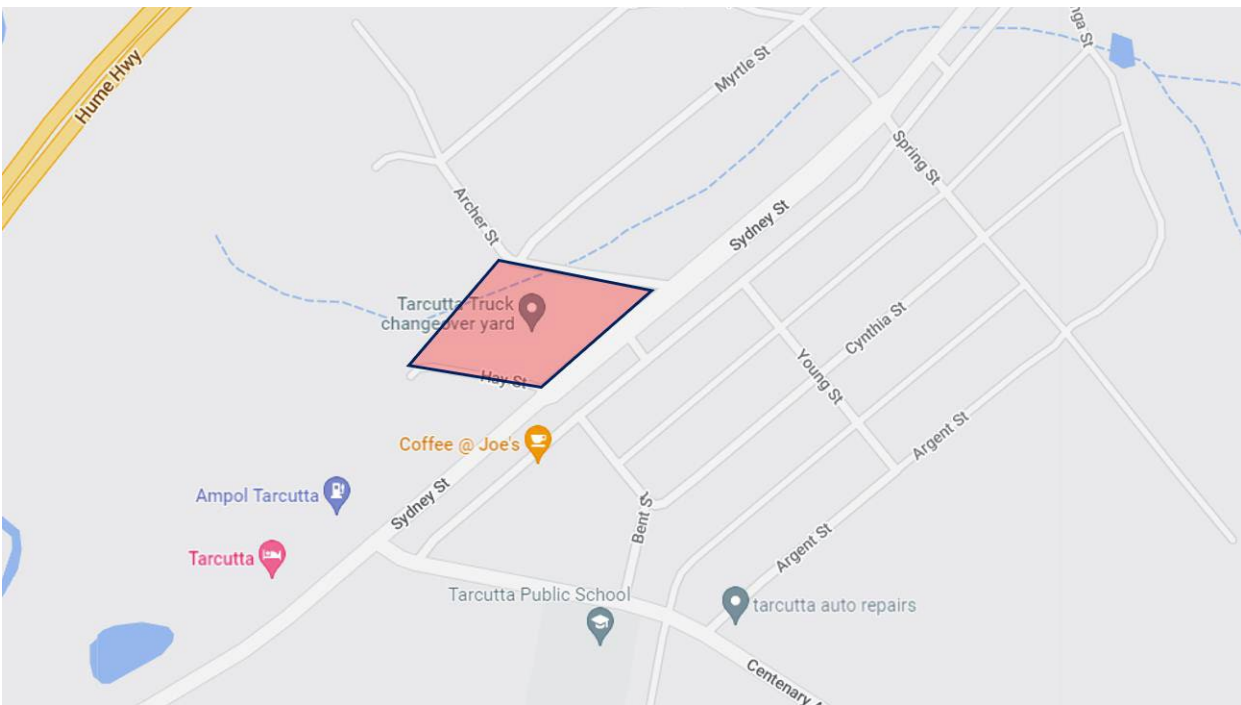 nga St
Hume Hwy
Myrtle St
Spring St
Archer St
Sydney St
Tarcutta Truck
changeover yard
Cynthia St
Hay St
Young St
Argent St
Coffee @ Joe's
Ampol Tarcutta
Sydney St
Bent St
Argent St
Tarcutta
Tarcutta Public School
tarcutta auto repairs
Centenary A